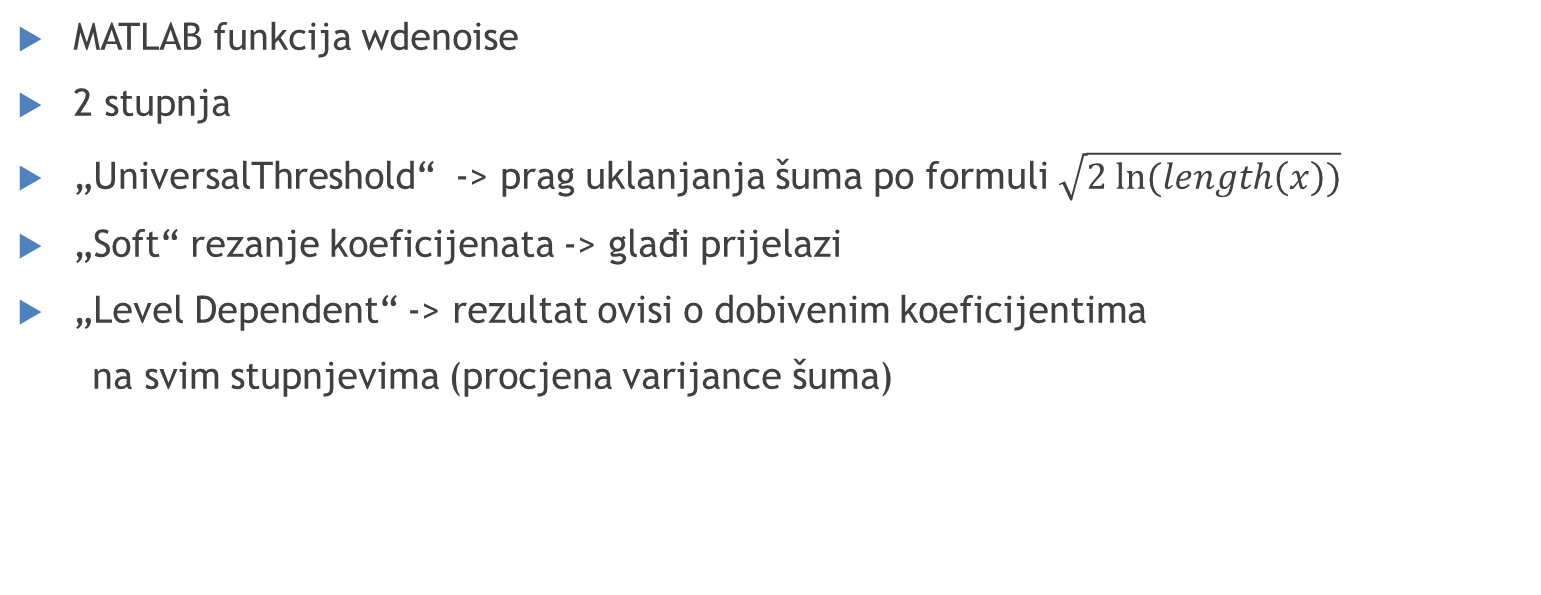 MATLAB funkcija wdenoise
2 stupnja
„UniversalThreshold“ -> prag uklanjanja šuma po formuli √2 ln(length(x))
„Soft“ rezanje koeficijenata -> glađi prijelazi
„Level Dependent“ -> rezultat ovisi o dobivenim koeficijentima
na svim stupnjevima (procjena varijance šuma)